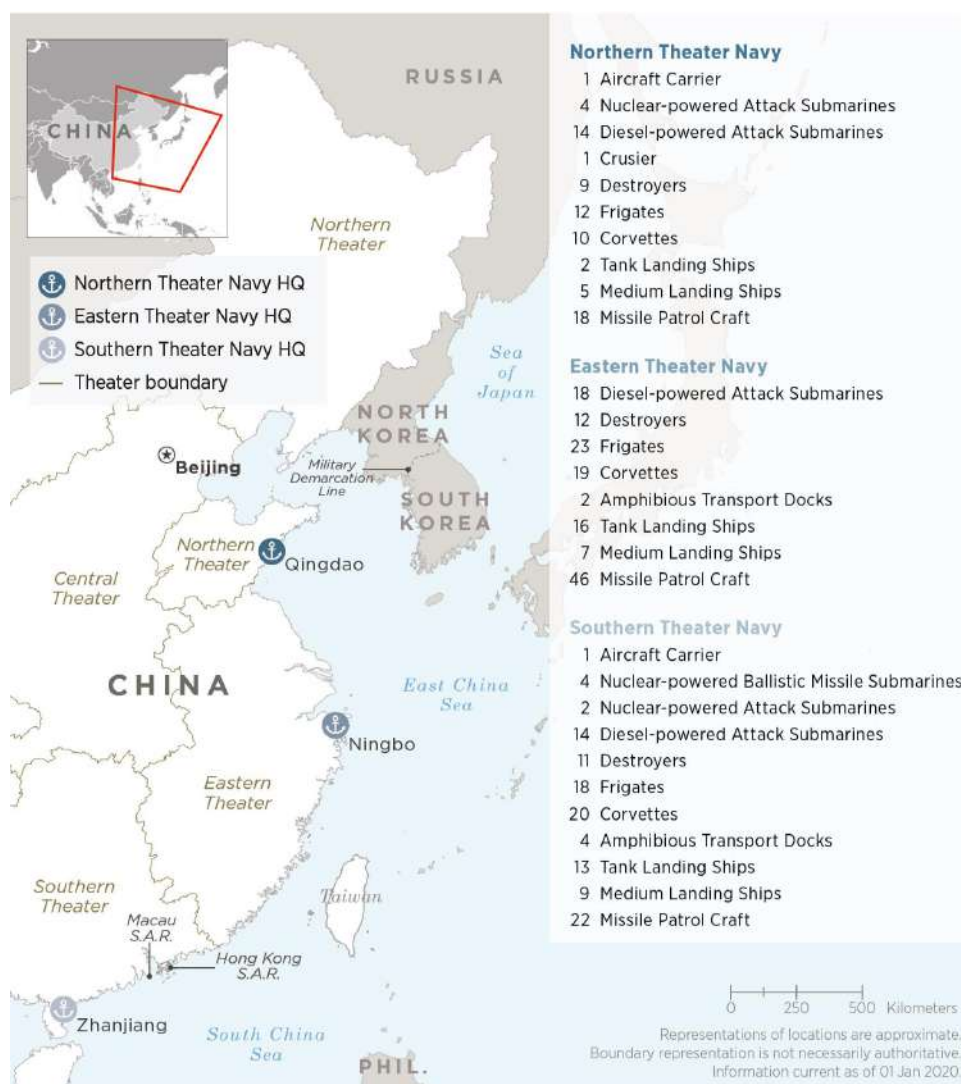 RUSSIA
CHINA
Northern
Theater
Northern Theater Navy HQ
Eastern Theater Navy HQ
Southern Theater Navy HQ
Theater boundary
Sea
of
Japan
NORTH
KOREA
Beijing
Military
Demarcation
Line
SOUTH
KOREA
Northern
Theater
Qingdao
Central
Theater
CHINA
East China
Sea
Ningbo
Eastern
Theater
Southern
Theater
Taiwan
Macau
S.A.R.
Hong Kong
S.A.R.
Zhanjiang
South China
Sea
PHIL.
Northern Theater Navy
1 Aircraft Carrier
4 Nuclear-powered Attack Submarines
14 Diesel-powered Attack Submarines
1 Crusier
9 Destroyers
12 Frigates
10 Corvettes
2 Tank Landing Ships
5 Medium Landing Ships
18 Missile Patrol Craft
Eastern Theater Navy
18 Diesel-powered Attack Submarines
12 Destroyers
23 Frigates
19 Corvettes
2 Amphibious Transport Docks
16 Tank Landing Ships
7 Medium Landing Ships
46 Missile Patrol Craft
Southern Theater Navy
1 Aircraft Carrier
4 Nuclear-powered Ballistic Missile Submarines
2 Nuclear-powered Attack Submarines
14 Diesel-powered Attack Submarines
11 Destroyers
18 Frigates
20 Corvettes
4 Amphibious Transport Docks
13 Tank Landing Ships
9 Medium Landing Ships
22 Missile Patrol Craft
0 250 500 Kilometers
Representations of locations are approximate.
Boundary representation is not necessarily authoritative.
Information current as of 01 Jan 2020.